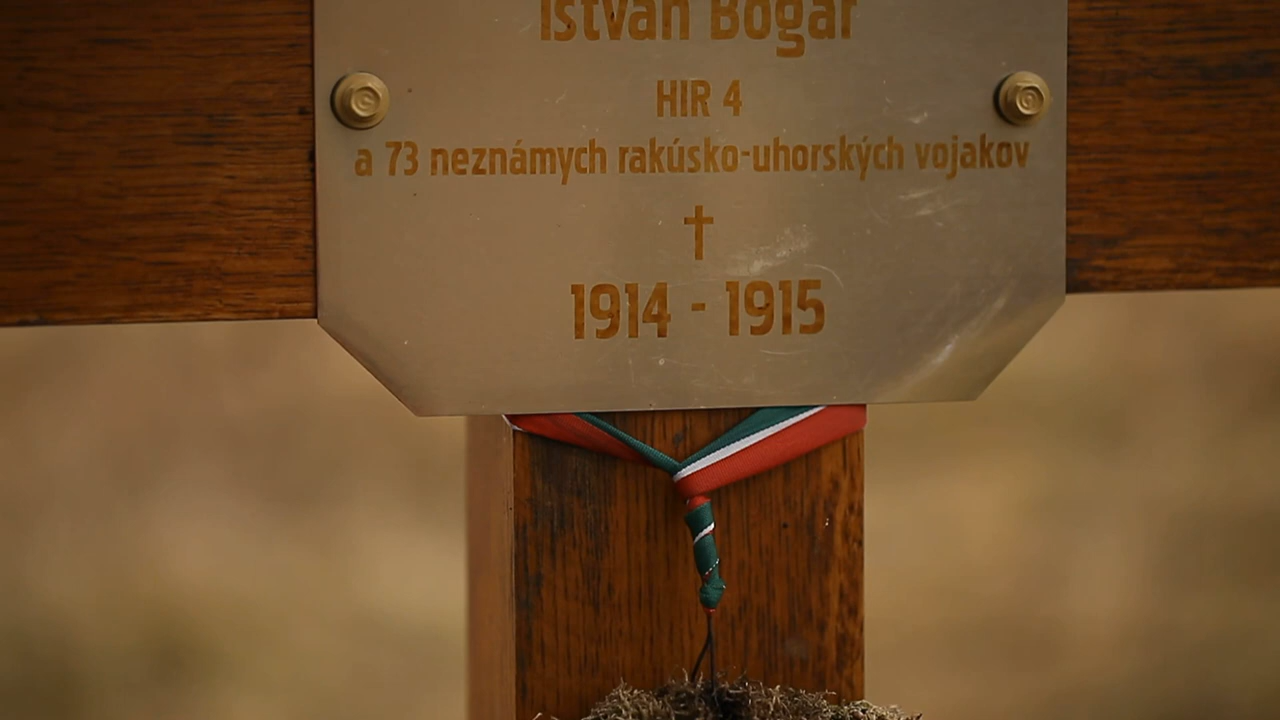 István Bogár
HIR 4
a 73 neznámych rakúsko-uhorských vojakov
†
1914 - 1915